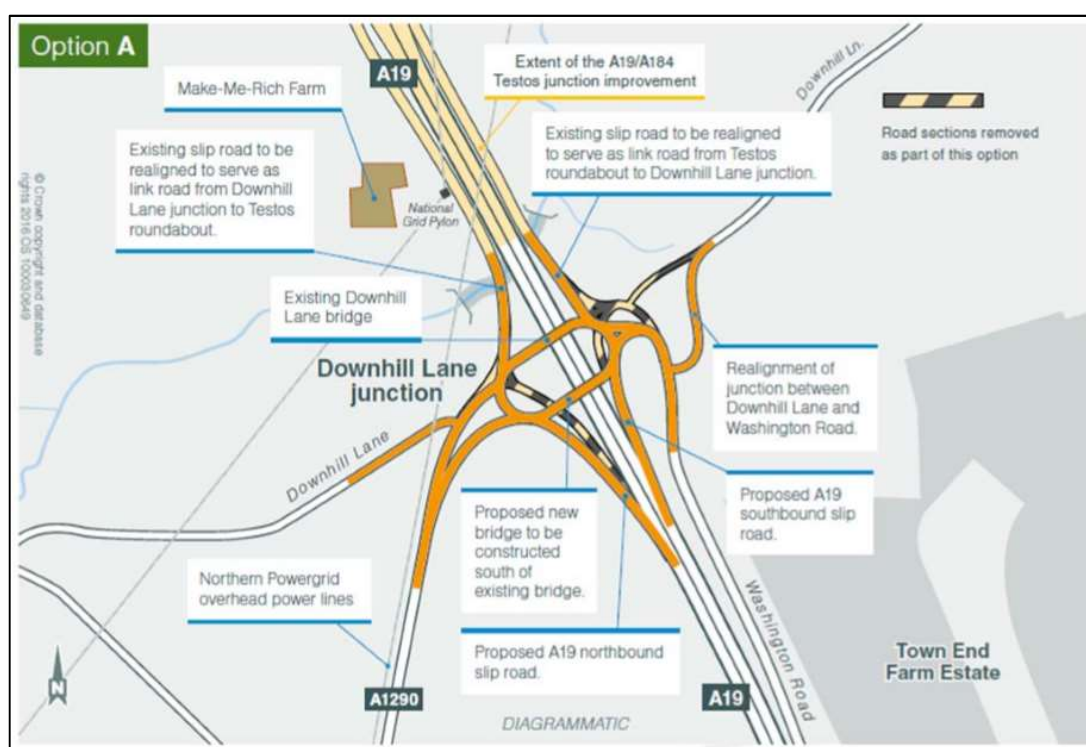 Option A
A19
Extent of the A19/A184
Testos junction improvement
Downhill Ln.
Make-Me-Rich Farm
Road sections removed
as part of this option
Existing slip road to be
realigned to serve as
link road from Downhill
Lane junction to Testos
roundabout.
Existing slip road to be realigned
to serve as link road from Testos
roundabout to Downhill Lane junction.
National
Grid Pylon
© Crown copyright and database
rights 2016 OS 100030649
Existing Downhill
Lane bridge
Downhill Lane
junction
Realignment of
junction between
Downhill Lane and
Washington Road.
Downhill Lane
Proposed new
bridge to be
constructed
south of
existing bridge.
Proposed A19
southbound slip
road.
Northern Powergrid
overhead power lines
Proposed A19 northbound
slip road.
Washington Road
Town End
Farm Estate
N
A1290
DIAGRAMMATIC
A19